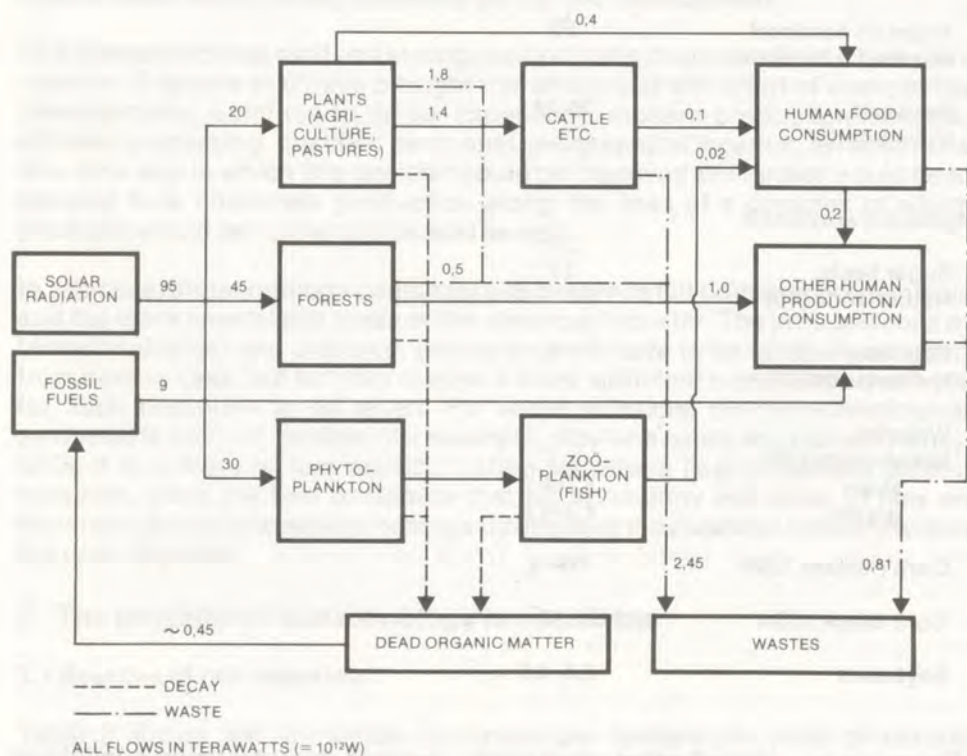 0,4
PLANTS
(AGRI-
CULTURE,
PASTURES)
20
1,8
1,4
CATTLE
ETC.
0,1
0,02
HUMAN FOOD
CONSUMPTION
0,2
SOLAR
RADIATION
95
45
FORESTS
0,5
1,0
OTHER HUMAN
PRODUCTION/
CONSUMPTION
FOSSIL
FUELS
9
30
PHYTO-
PLANKTON
ZOÖ-
PLANKTON
(FISH)
2,45
0,81
~ 0,45
DEAD ORGANIC MATTER
WASTES
DECAY
WASTE
ALL FLOWS IN TERAWATTS (= 10¹²W)